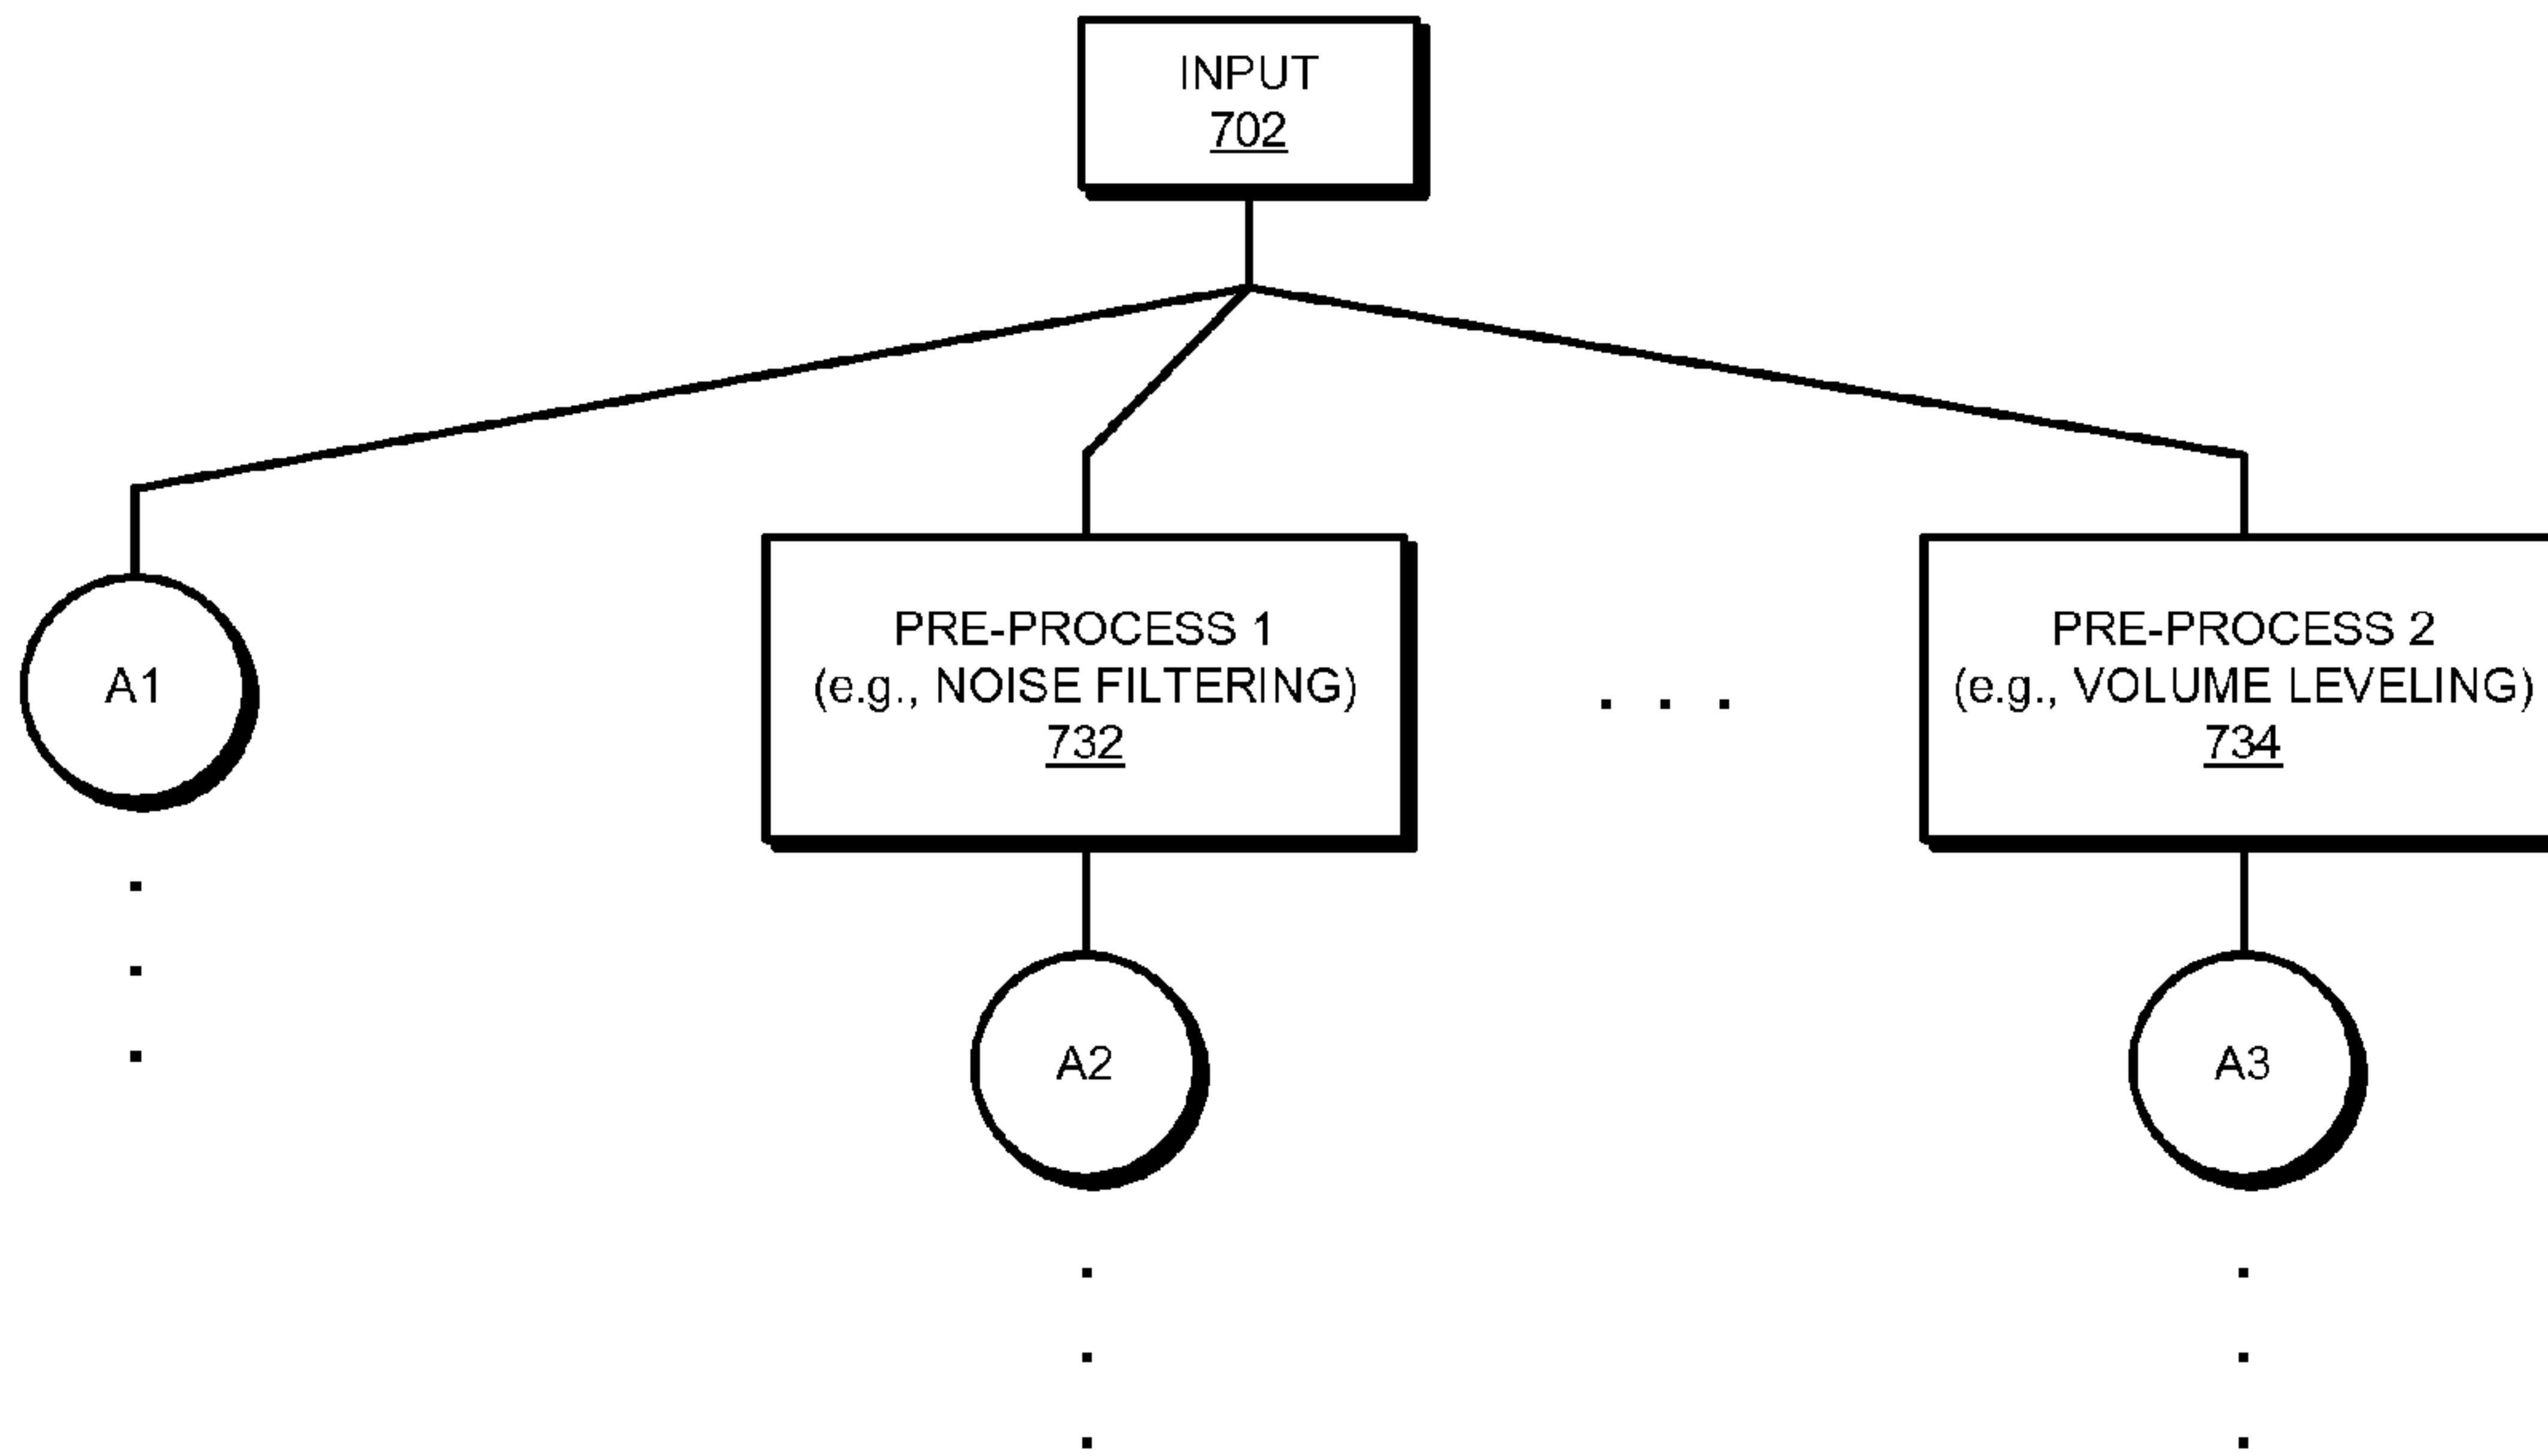 INPUT
702
A1
PRE-PROCESS 1
(e.g., NOISE FILTERING)
732
. . .
PRE-PROCESS 2
(e.g., VOLUME LEVELING)
734
A2
A3